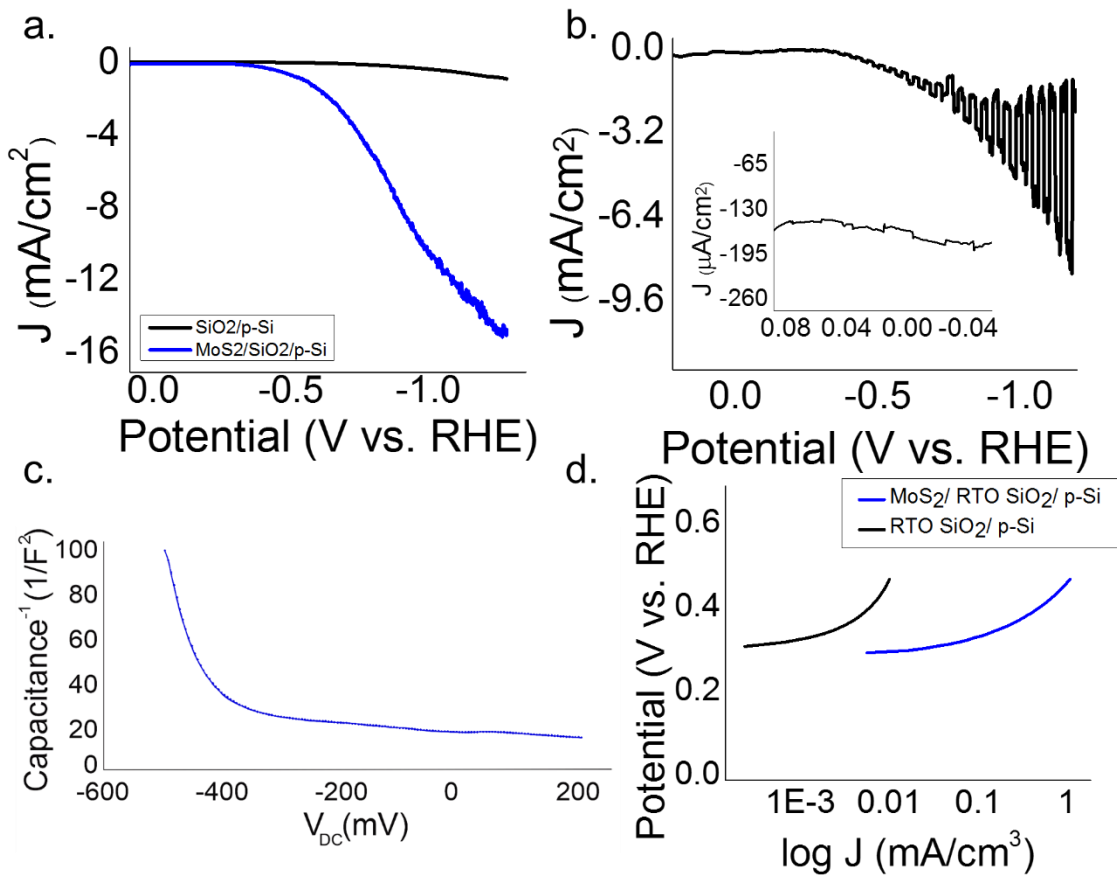 a.
0
-4
-8
-12
-16
J (mA/cm²)
SiO2/p-Si
MoS2/SiO2/p-Si
0.0 -0.5 -1.0
Potential (V vs. RHE)
b.
0.0
-3.2
-6.4
-9.6
J (mA/cm²)
-65
-130
-195
-260
J (μA/cm²)
0.08 0.04 0.00 -0.04
0.0 -0.5 -1.0
Potential (V vs. RHE)
c.
100
80
60
40
20
0
Capacitance⁻¹ (1/F²)
-600 -400 -200 0 200
V_DC(mV)
d.
MoS₂/ RTO SiO₂/ p-Si
RTO SiO₂/ p-Si
0.6
0.4
0.2
0.0
Potential (V vs. RHE)
1E-3 0.01 0.1 1
log J (mA/cm³)